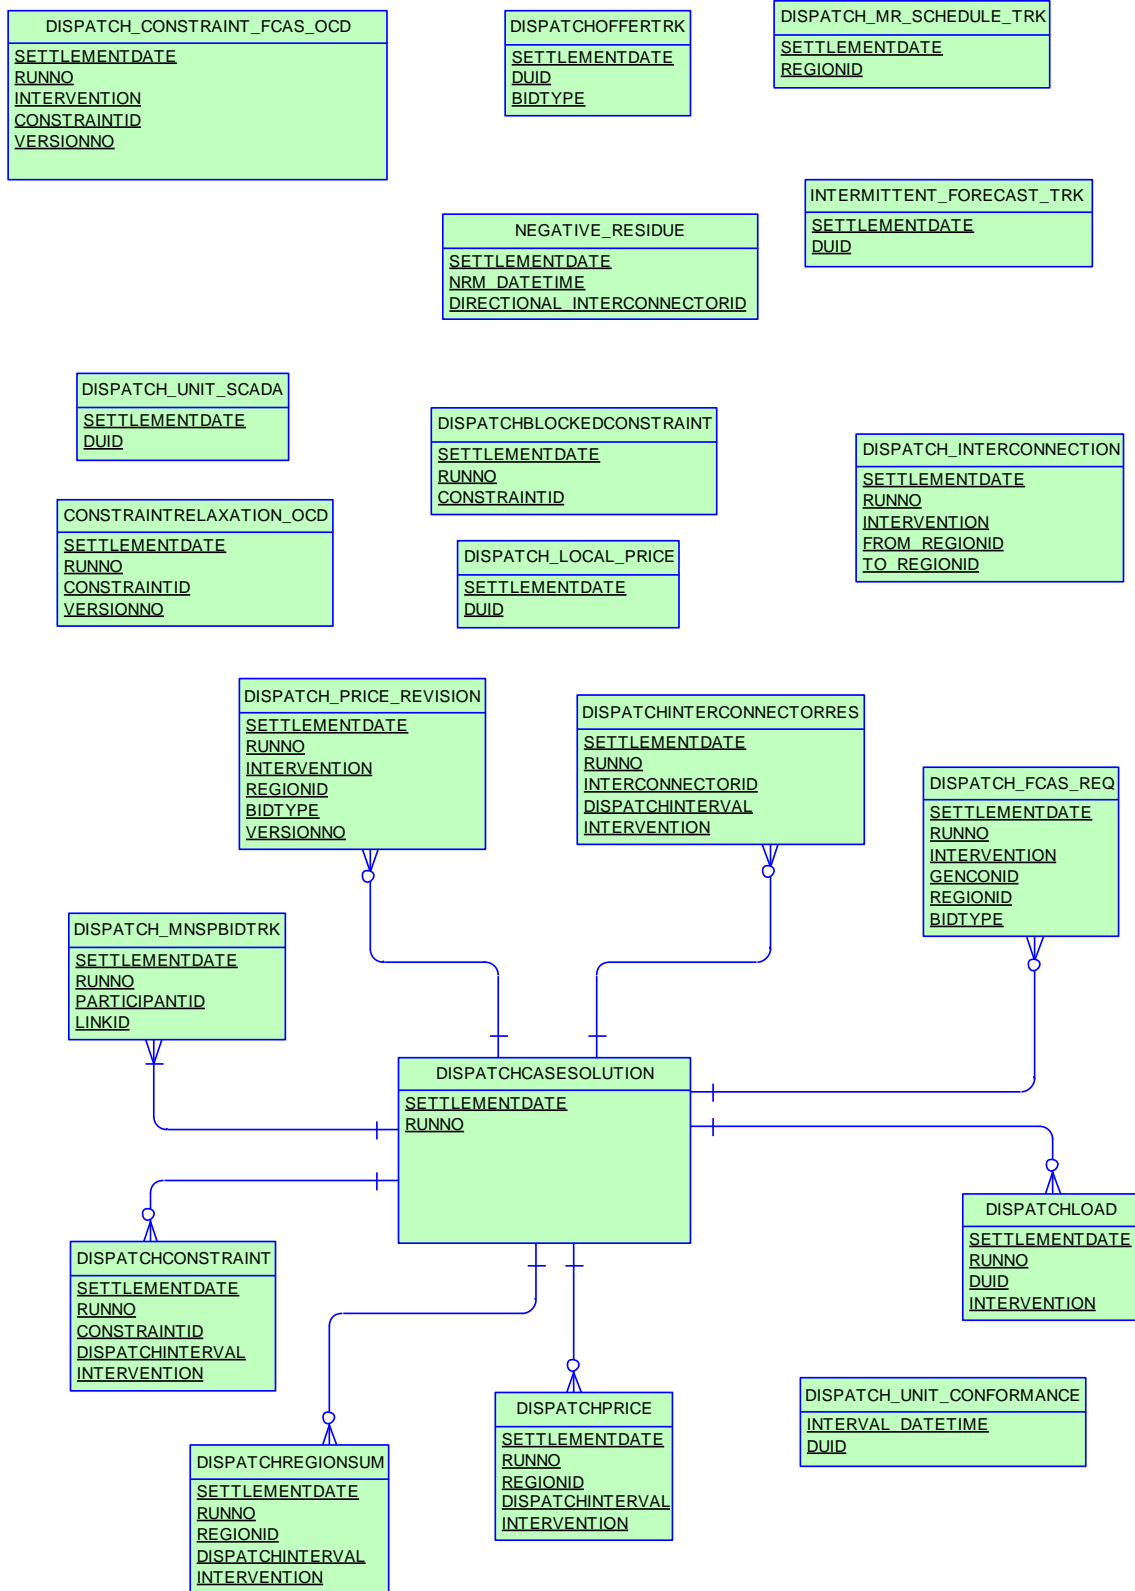 DISPATCH_CONSTRAINT_FCAS_OCD
SETTLEMENTDATE
RUNNO
INTERVENTION
CONSTRAINTID
VERSIONNO
DISPATCHOFFERTRK
SETTLEMENTDATE
DUID
BIDTYPE
DISPATCH_MR_SCHEDULE_TRK
SETTLEMENTDATE
REGIONID
INTERMITTENT_FORECAST_TRK
SETTLEMENTDATE
DUID
NEGATIVE_RESIDUE
SETTLEMENTDATE
NRM_DATETIME
DIRECTIONAL_INTERCONNECTORID
DISPATCH_UNIT_SCADA
SETTLEMENTDATE
DUID
DISPATCHBLOCKEDCONSTRAINT
SETTLEMENTDATE
RUNNO
CONSTRAINTID
DISPATCH_INTERCONNECTION
SETTLEMENTDATE
RUNNO
INTERVENTION
FROM_REGIONID
TO_REGIONID
CONSTRAINTRELAXATION_OCD
SETTLEMENTDATE
RUNNO
CONSTRAINTID
VERSIONNO
DISPATCH_LOCAL_PRICE
SETTLEMENTDATE
DUID
DISPATCH_PRICE_REVISION
SETTLEMENTDATE
RUNNO
INTERVENTION
REGIONID
BIDTYPE
VERSIONNO
DISPATCHINTERCONNECTORRES
SETTLEMENTDATE
RUNNO
INTERCONNECTORID
DISPATCHINTERVAL
INTERVENTION
DISPATCH_FCAS_REQ
SETTLEMENTDATE
RUNNO
INTERVENTION
GENCONID
REGIONID
BIDTYPE
DISPATCH_MNSPBIDTRK
SETTLEMENTDATE
RUNNO
PARTICIPANTID
LINKID
DISPATCHCASESOLUTION
SETTLEMENTDATE
RUNNO
DISPATCHLOAD
SETTLEMENTDATE
RUNNO
DUID
INTERVENTION
DISPATCHCONSTRAINT
SETTLEMENTDATE
RUNNO
CONSTRAINTID
DISPATCHINTERVAL
INTERVENTION
DISPATCH_UNIT_CONFORMANCE
INTERVAL_DATETIME
DUID
DISPATCHPRICE
SETTLEMENTDATE
RUNNO
REGIONID
DISPATCHINTERVAL
INTERVENTION
DISPATCHREGIONSUM
SETTLEMENTDATE
RUNNO
REGIONID
DISPATCHINTERVAL
INTERVENTION